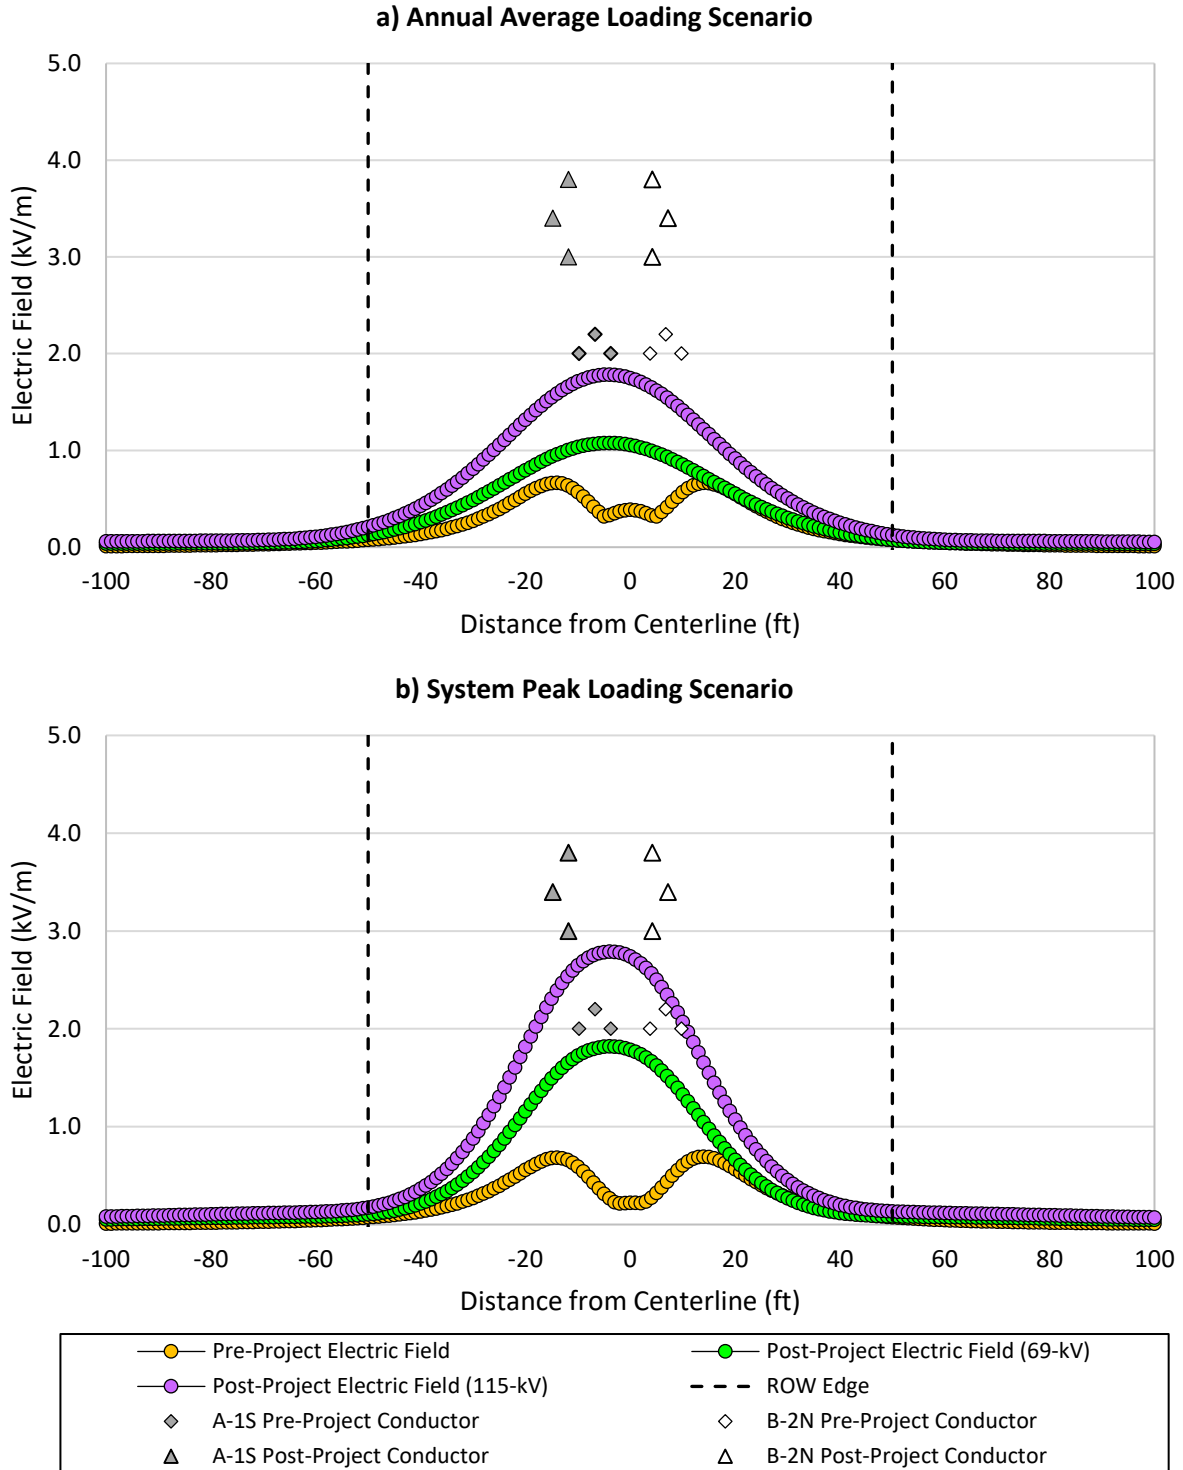 a) Annual Average Loading Scenario
5.0
4.0
3.0
2.0
1.0
0.0
Electric Field (kV/m)
-100 -80 -60 -40 -20 0 20 40 60 80 100
Distance from Centerline (ft)
b) System Peak Loading Scenario
5.0
4.0
3.0
2.0
1.0
0.0
Electric Field (kV/m)
-100 -80 -60 -40 -20 0 20 40 60 80 100
Distance from Centerline (ft)
Pre-Project Electric Field Post-Project Electric Field (69-kV)
Post-Project Electric Field (115-kV) ROW Edge
A-1S Pre-Project Conductor B-2N Pre-Project Conductor
A-1S Post-Project Conductor B-2N Post-Project Conductor